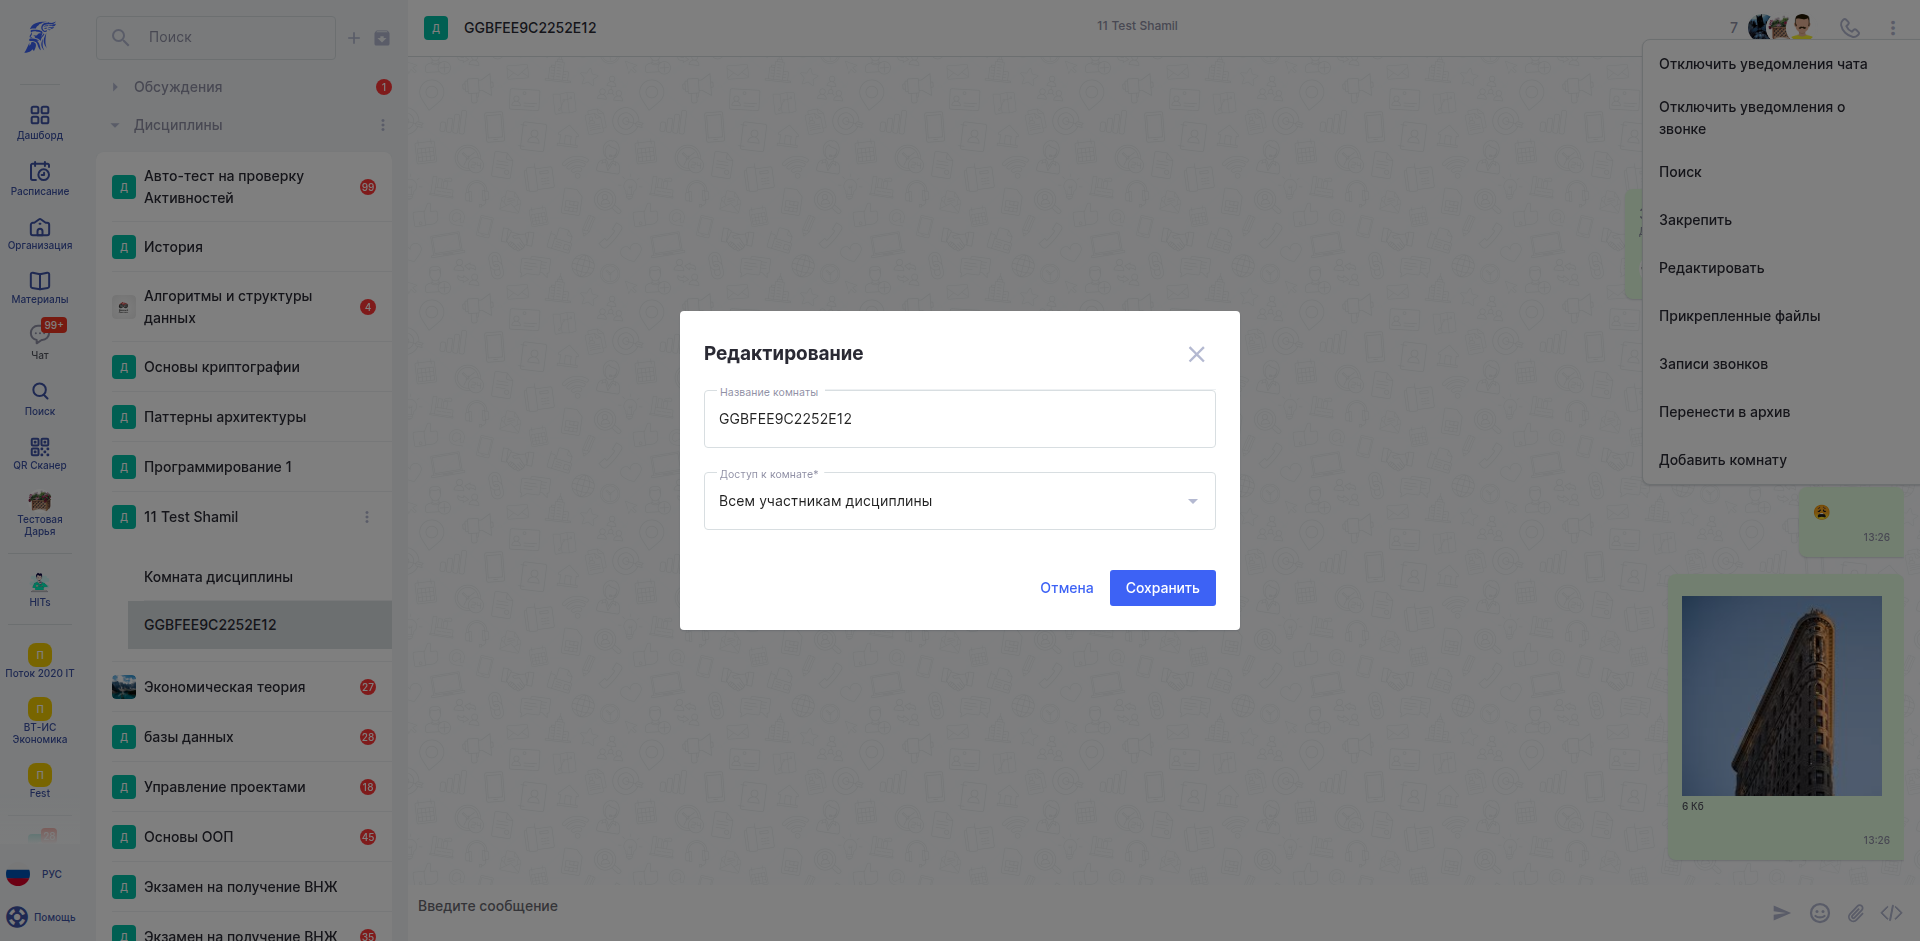 Поиск
Обсуждения
1
Дисциплины
Дашборд
Расписание
Организация
Материалы
99+
Чат
Поиск
QR Сканер
Тестовая
Дарья
HITs
П
Поток 2020 IT
П
ВТ-ИС
Экономика
П
Fest
РУС
Помощь
Д
Авто-тест на проверку
Активностей
99
Д
История
Алгоритмы и структуры
данных
4
Д
Основы криптографии
Д
Паттерны архитектуры
Д
Программирование 1
Д
11 Test Shamil
Комната дисциплины
GGBFEE9C2252E12
Экономическая теория
27
Д
базы данных
28
Д
Управление проектами
18
Д
Основы ООП
45
Д
Экзамен на получение ВНЖ
Д
Экзамен на получение ВНЖ
35
Д
GGBFEE9C2252E12
11 Test Shamil
7
Отключить уведомления чата
Отключить уведомления о
звонке
Поиск
Закрепить
Редактировать
Прикрепленные файлы
Записи звонков
Перенести в архив
Добавить комнату
Редактирование
Название комнаты
GGBFEE9C2252E12
Доступ к комнате*
Всем участникам дисциплины
Отмена
Сохранить
13:26
6 Кб
13:26
Введите сообщение